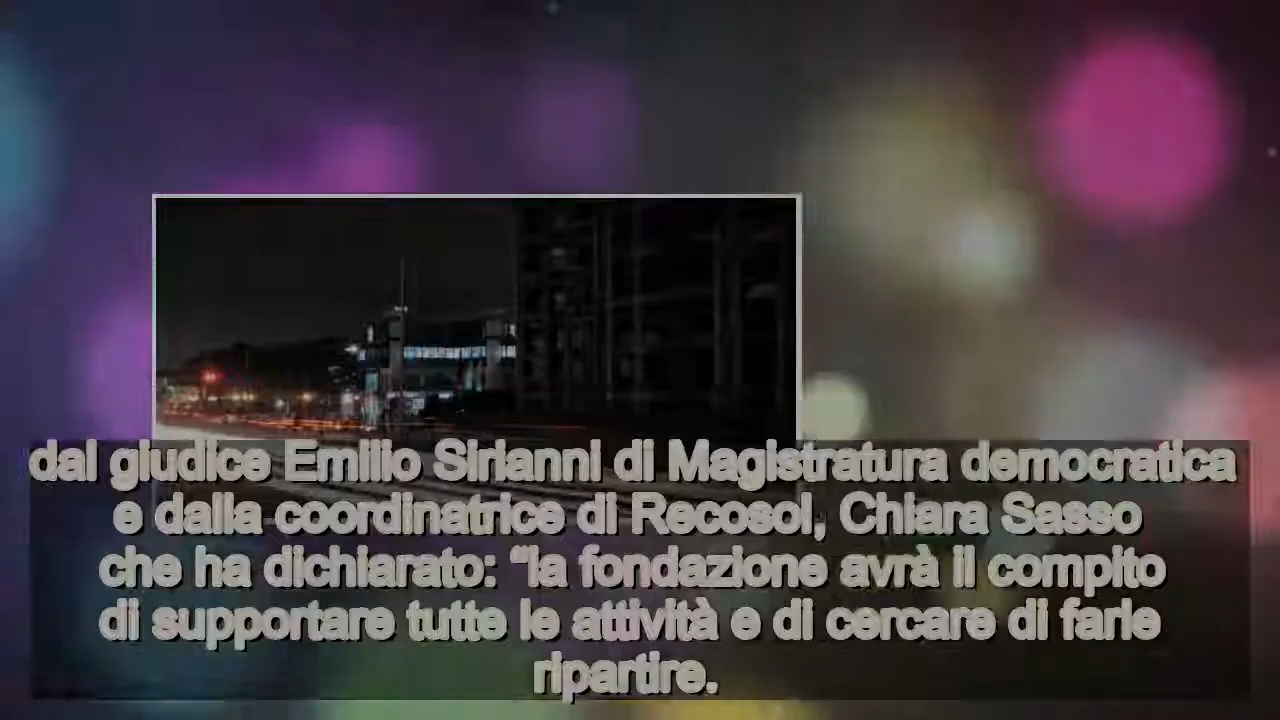 dal giudice Emilio Sirianni di Magistratura democratica
e dalla coordinatrice di Recosol, Chiara Sasso
che ha dichiarato: “la fondazione avrà il compito
di supportare tutte le attività e di cercare di farle
ripartire.